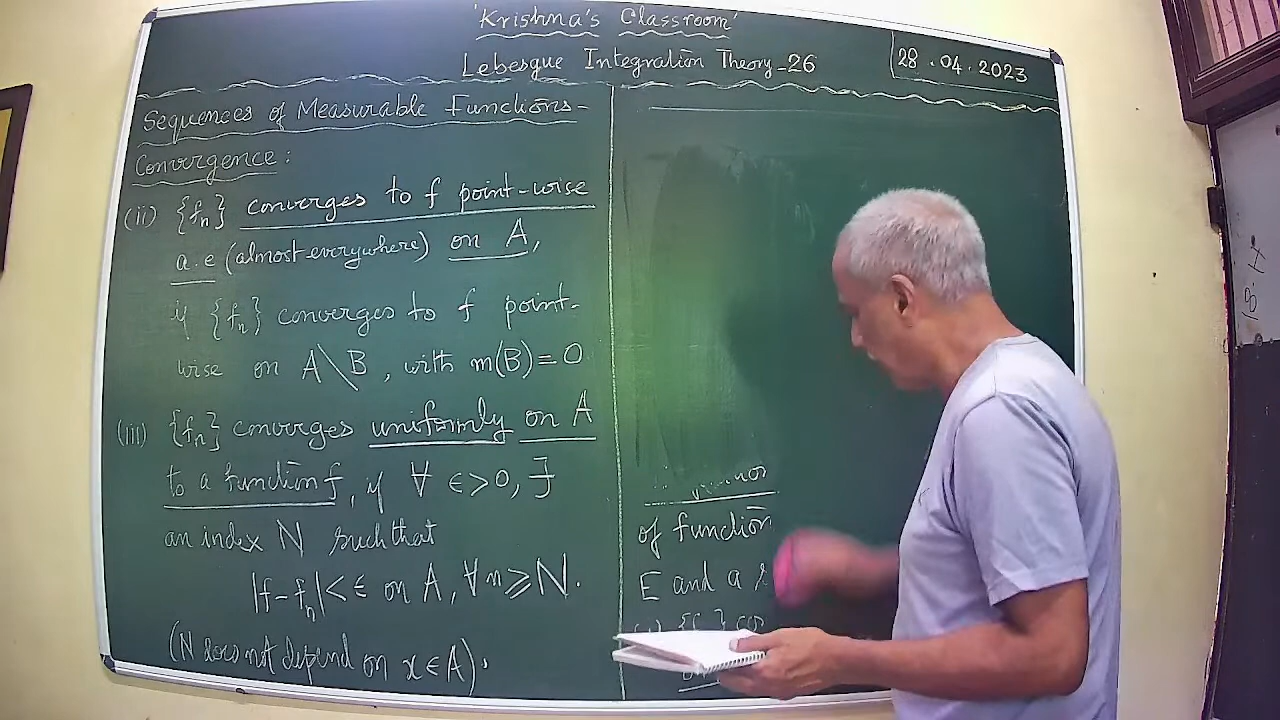 'Krishna's Classroom'
Lebesgue Integration Theory - 26
28.04.2023
Sequences of Measurable Functions -
Convergence:
(ii) {fₙ} converges to f point-wise
a.e (almost-everywhere) on A,
if {fₙ} converges to f point-
wise on A\B, with m(B)=0
(iii) {fₙ} converges uniformly on A
to a function f, if ∀ ε>0, ∃
an index N such that
|f-fₙ|<ε on A, ∀ n≥N.
(N does not depend on x∈A).
of function
E and a